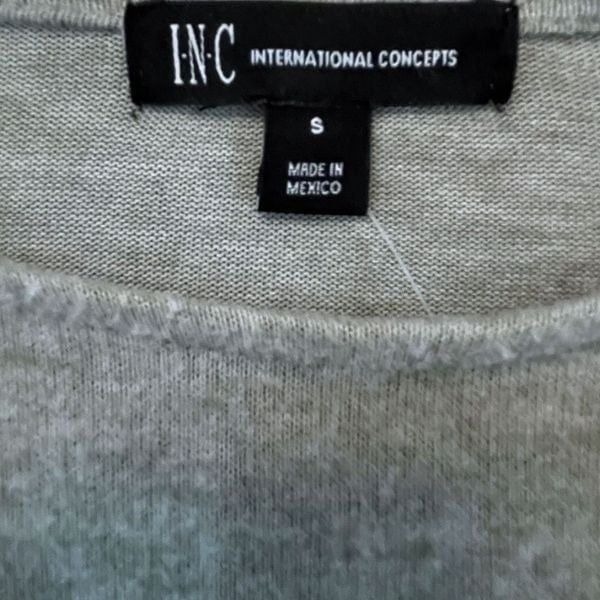 I·N·C INTERNATIONAL CONCEPTS
S
MADE IN
MEXICO